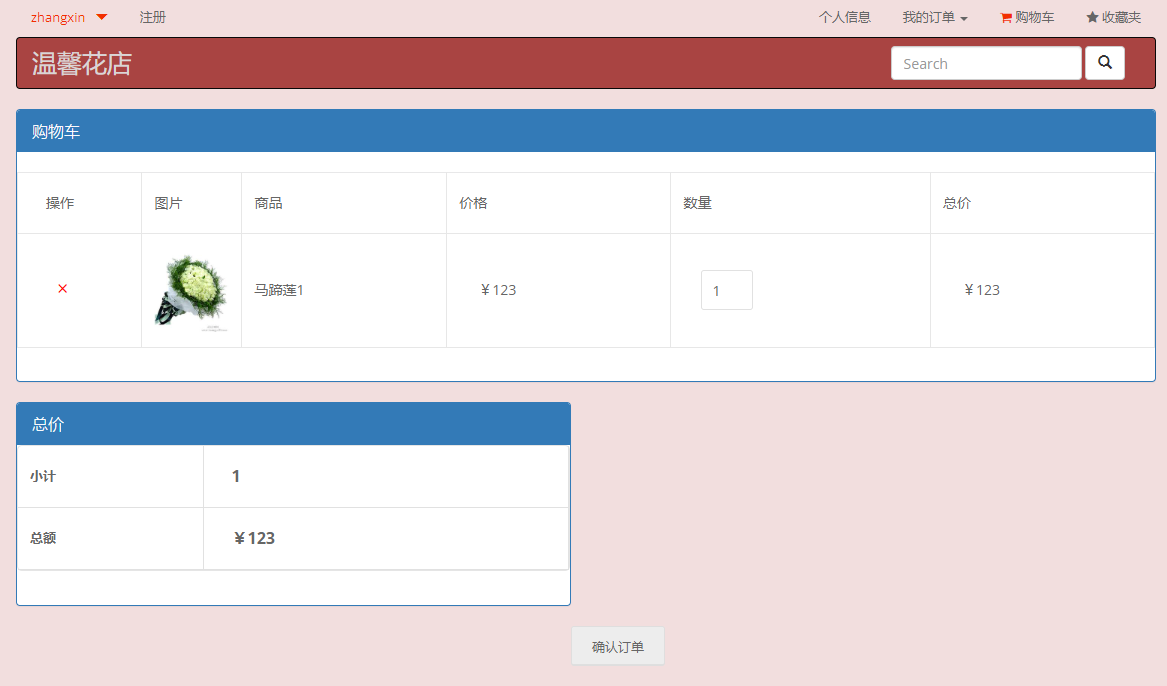 zhangxin 注册 个人信息 我的订单 购物车 收藏夹
温馨花店 Search
购物车
操作 图片 商品 价格 数量 总价
马蹄莲1 ￥123 1 ￥123
总价
小计 1
总额 ￥123
确认订单